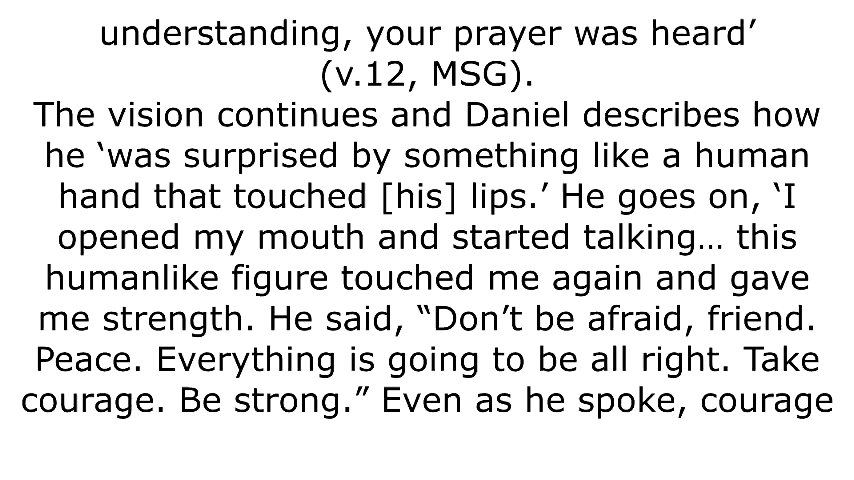 understanding, your prayer was heard’
(v.12, MSG).
The vision continues and Daniel describes how
he ‘was surprised by something like a human
hand that touched [his] lips.’ He goes on, ‘I
opened my mouth and started talking… this
humanlike figure touched me again and gave
me strength. He said, “Don’t be afraid, friend.
Peace. Everything is going to be all right. Take
courage. Be strong.” Even as he spoke, courage